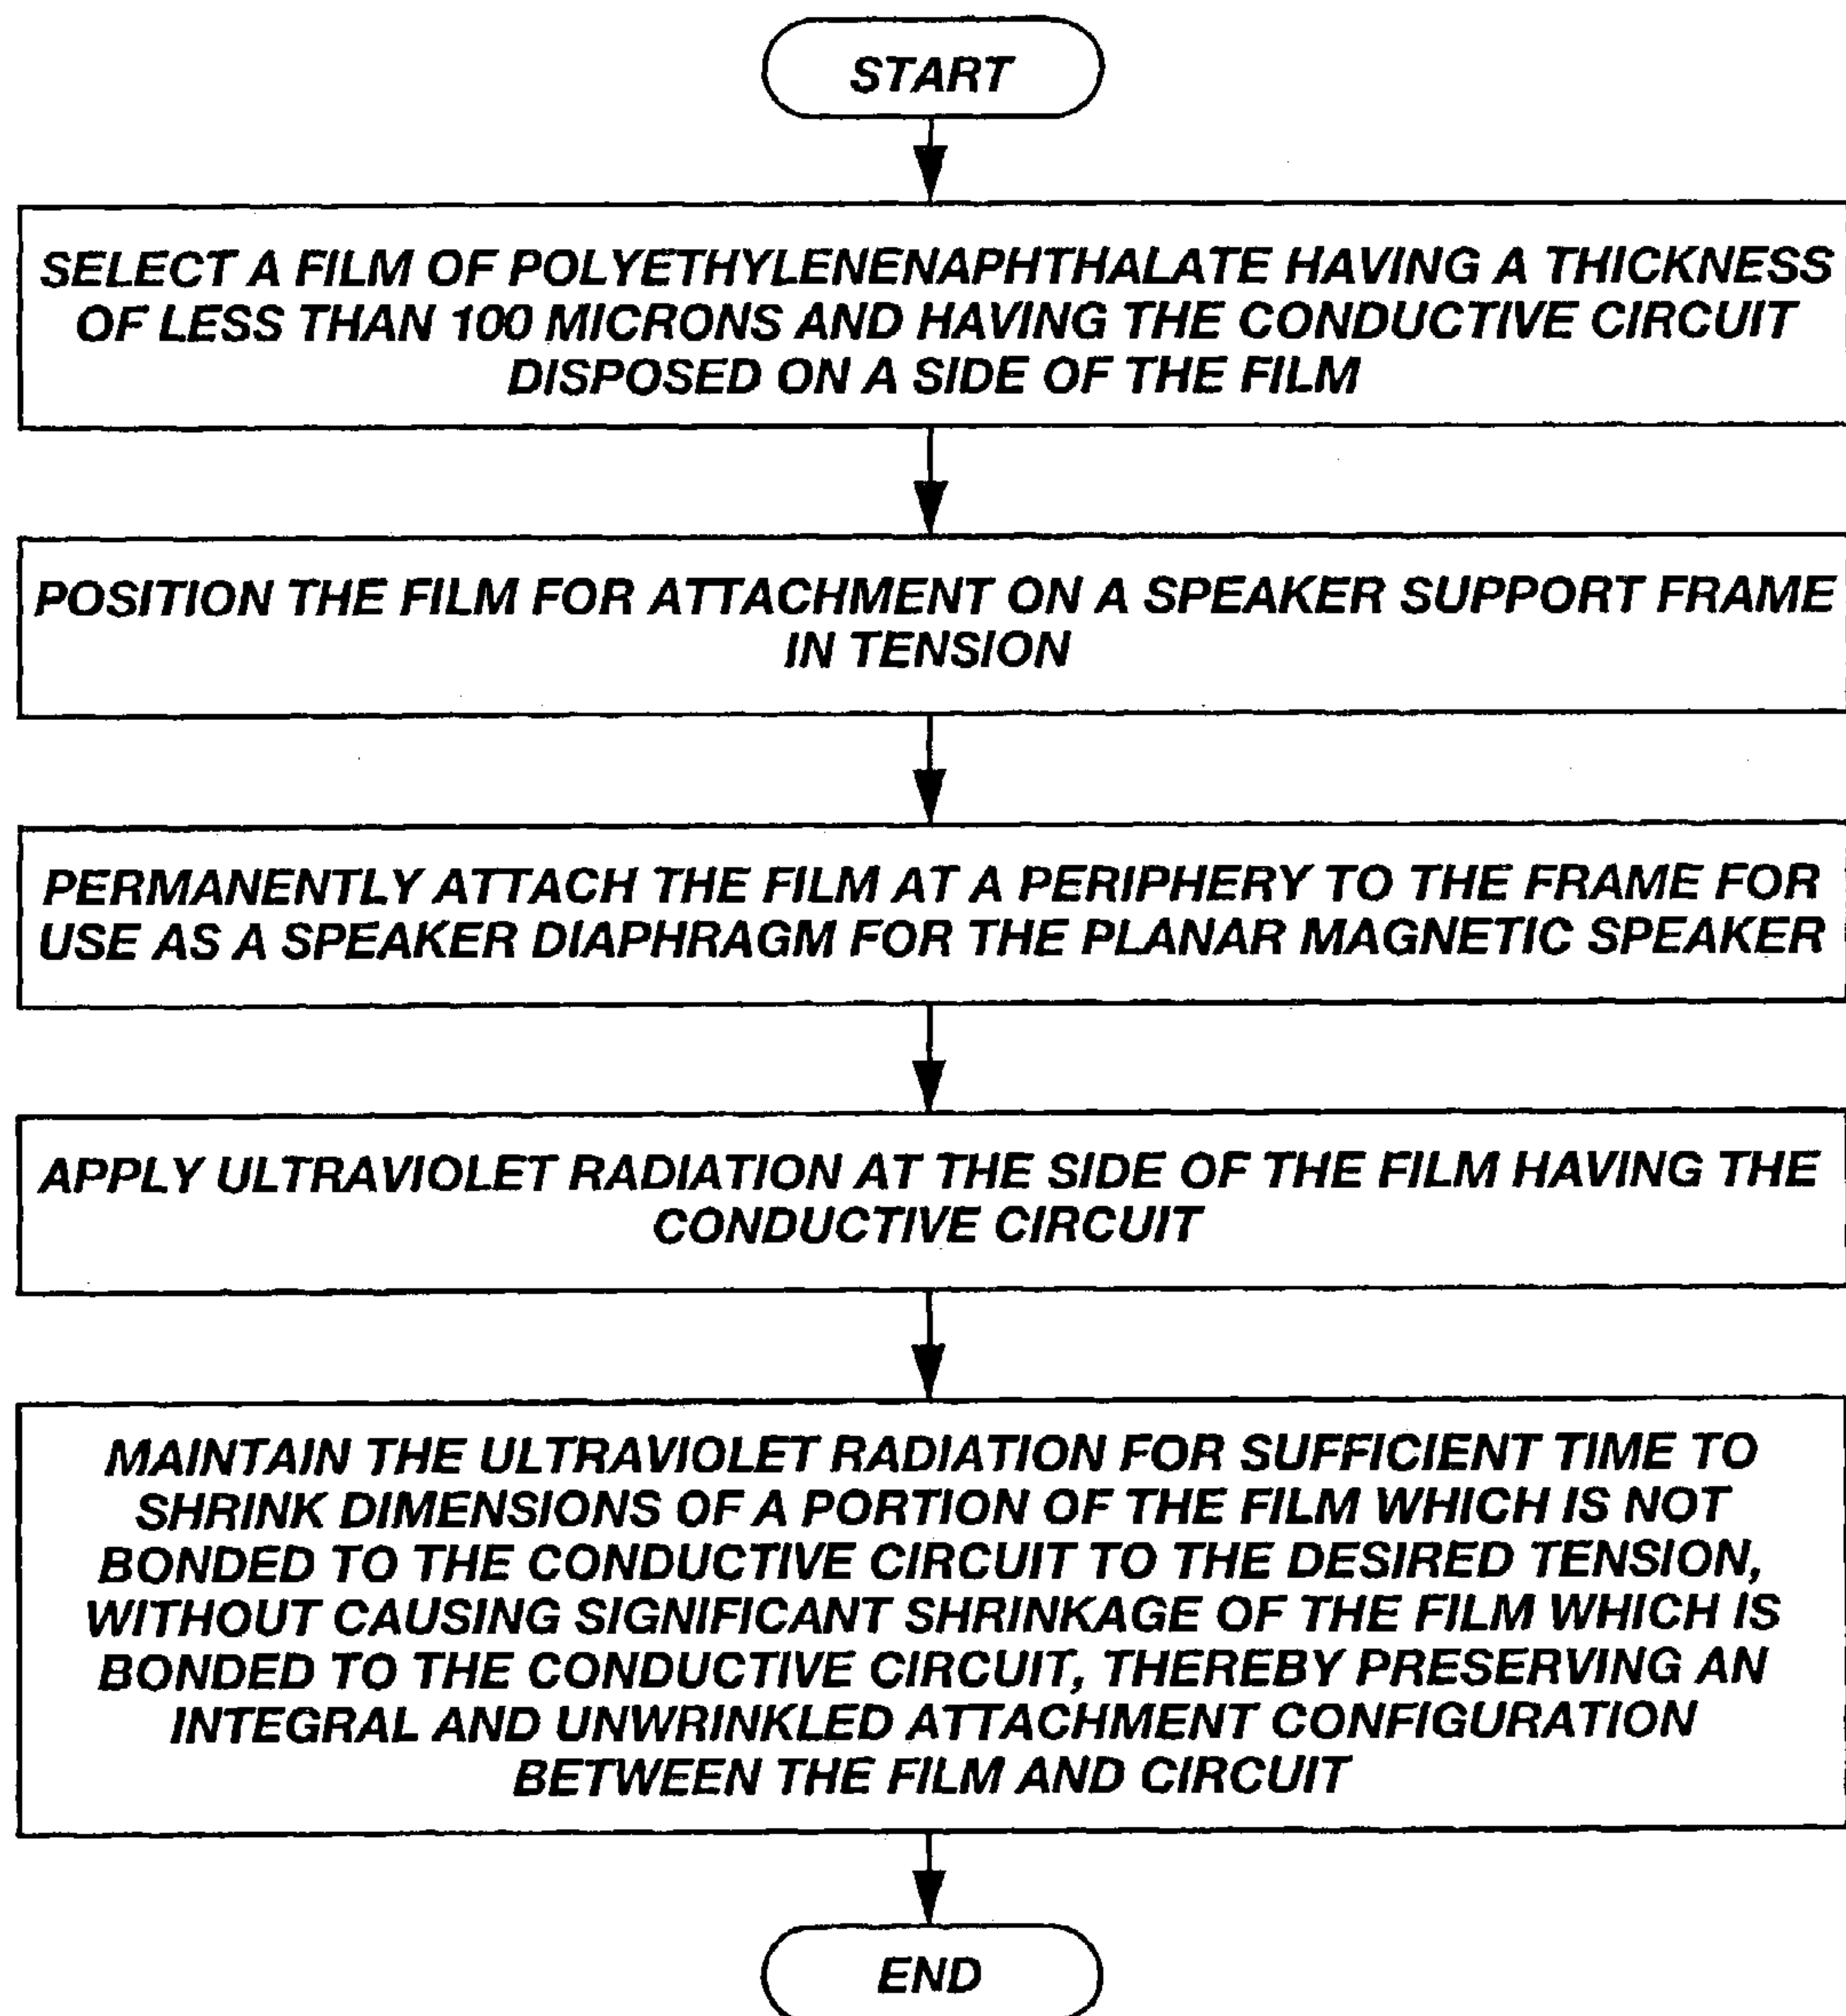 START
SELECT A FILM OF POLYETHYLENENAPHTHALATE HAVING A THICKNESS
OF LESS THAN 100 MICRONS AND HAVING THE CONDUCTIVE CIRCUIT
DISPOSED ON A SIDE OF THE FILM
POSITION THE FILM FOR ATTACHMENT ON A SPEAKER SUPPORT FRAME
IN TENSION
PERMANENTLY ATTACH THE FILM AT A PERIPHERY TO THE FRAME FOR
USE AS A SPEAKER DIAPHRAGM FOR THE PLANAR MAGNETIC SPEAKER
APPLY ULTRAVIOLET RADIATION AT THE SIDE OF THE FILM HAVING THE
CONDUCTIVE CIRCUIT
MAINTAIN THE ULTRAVIOLET RADIATION FOR SUFFICIENT TIME TO
SHRINK DIMENSIONS OF A PORTION OF THE FILM WHICH IS NOT
BONDED TO THE CONDUCTIVE CIRCUIT TO THE DESIRED TENSION,
WITHOUT CAUSING SIGNIFICANT SHRINKAGE OF THE FILM WHICH IS
BONDED TO THE CONDUCTIVE CIRCUIT, THEREBY PRESERVING AN
INTEGRAL AND UNWRINKLED ATTACHMENT CONFIGURATION
BETWEEN THE FILM AND CIRCUIT
END